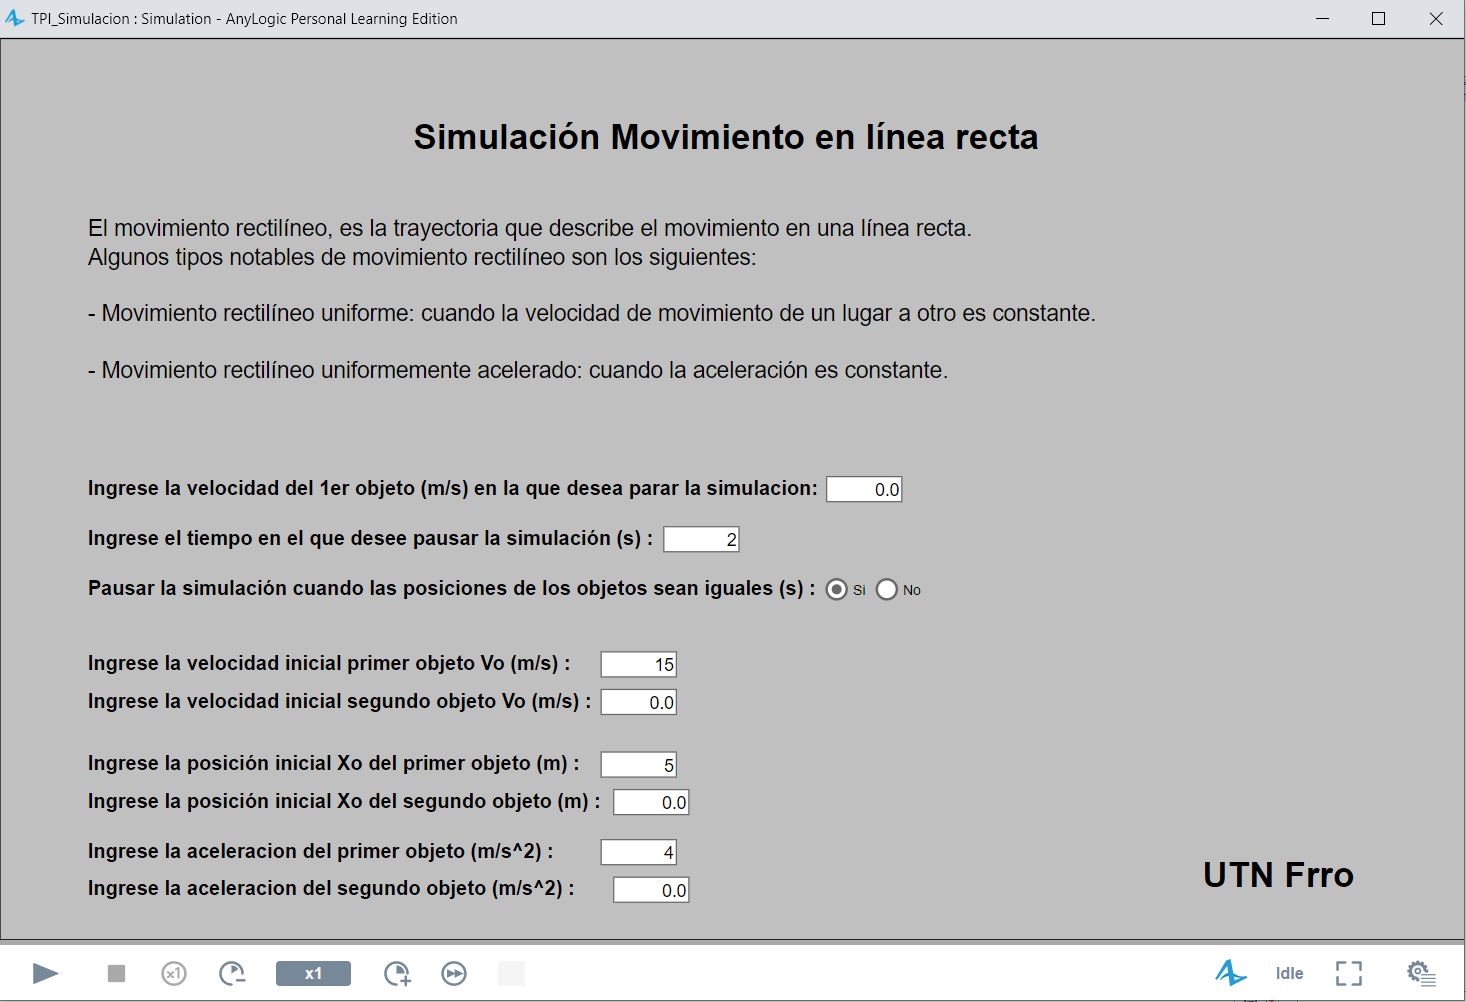 TPI_Simulacion : Simulation - AnyLogic Personal Learning Edition
Simulación Movimiento en línea recta
El movimiento rectilíneo, es la trayectoria que describe el movimiento en una línea recta.
Algunos tipos notables de movimiento rectilíneo son los siguientes:
- Movimiento rectilíneo uniforme: cuando la velocidad de movimiento de un lugar a otro es constante.
- Movimiento rectilíneo uniformemente acelerado: cuando la aceleración es constante.
Ingrese la velocidad del 1er objeto (m/s) en la que desea parar la simulacion: 0.0
Ingrese el tiempo en el que desee pausar la simulación (s) : 2
Pausar la simulación cuando las posiciones de los objetos sean iguales (s) : Si No
Ingrese la velocidad inicial primer objeto Vo (m/s) : 15
Ingrese la velocidad inicial segundo objeto Vo (m/s) : 0.0
Ingrese la posición inicial Xo del primer objeto (m) : 5
Ingrese la posición inicial Xo del segundo objeto (m) : 0.0
Ingrese la aceleracion del primer objeto (m/s^2) : 4
Ingrese la aceleracion del segundo objeto (m/s^2) : 0.0
UTN Frro
x1 x1 Idle